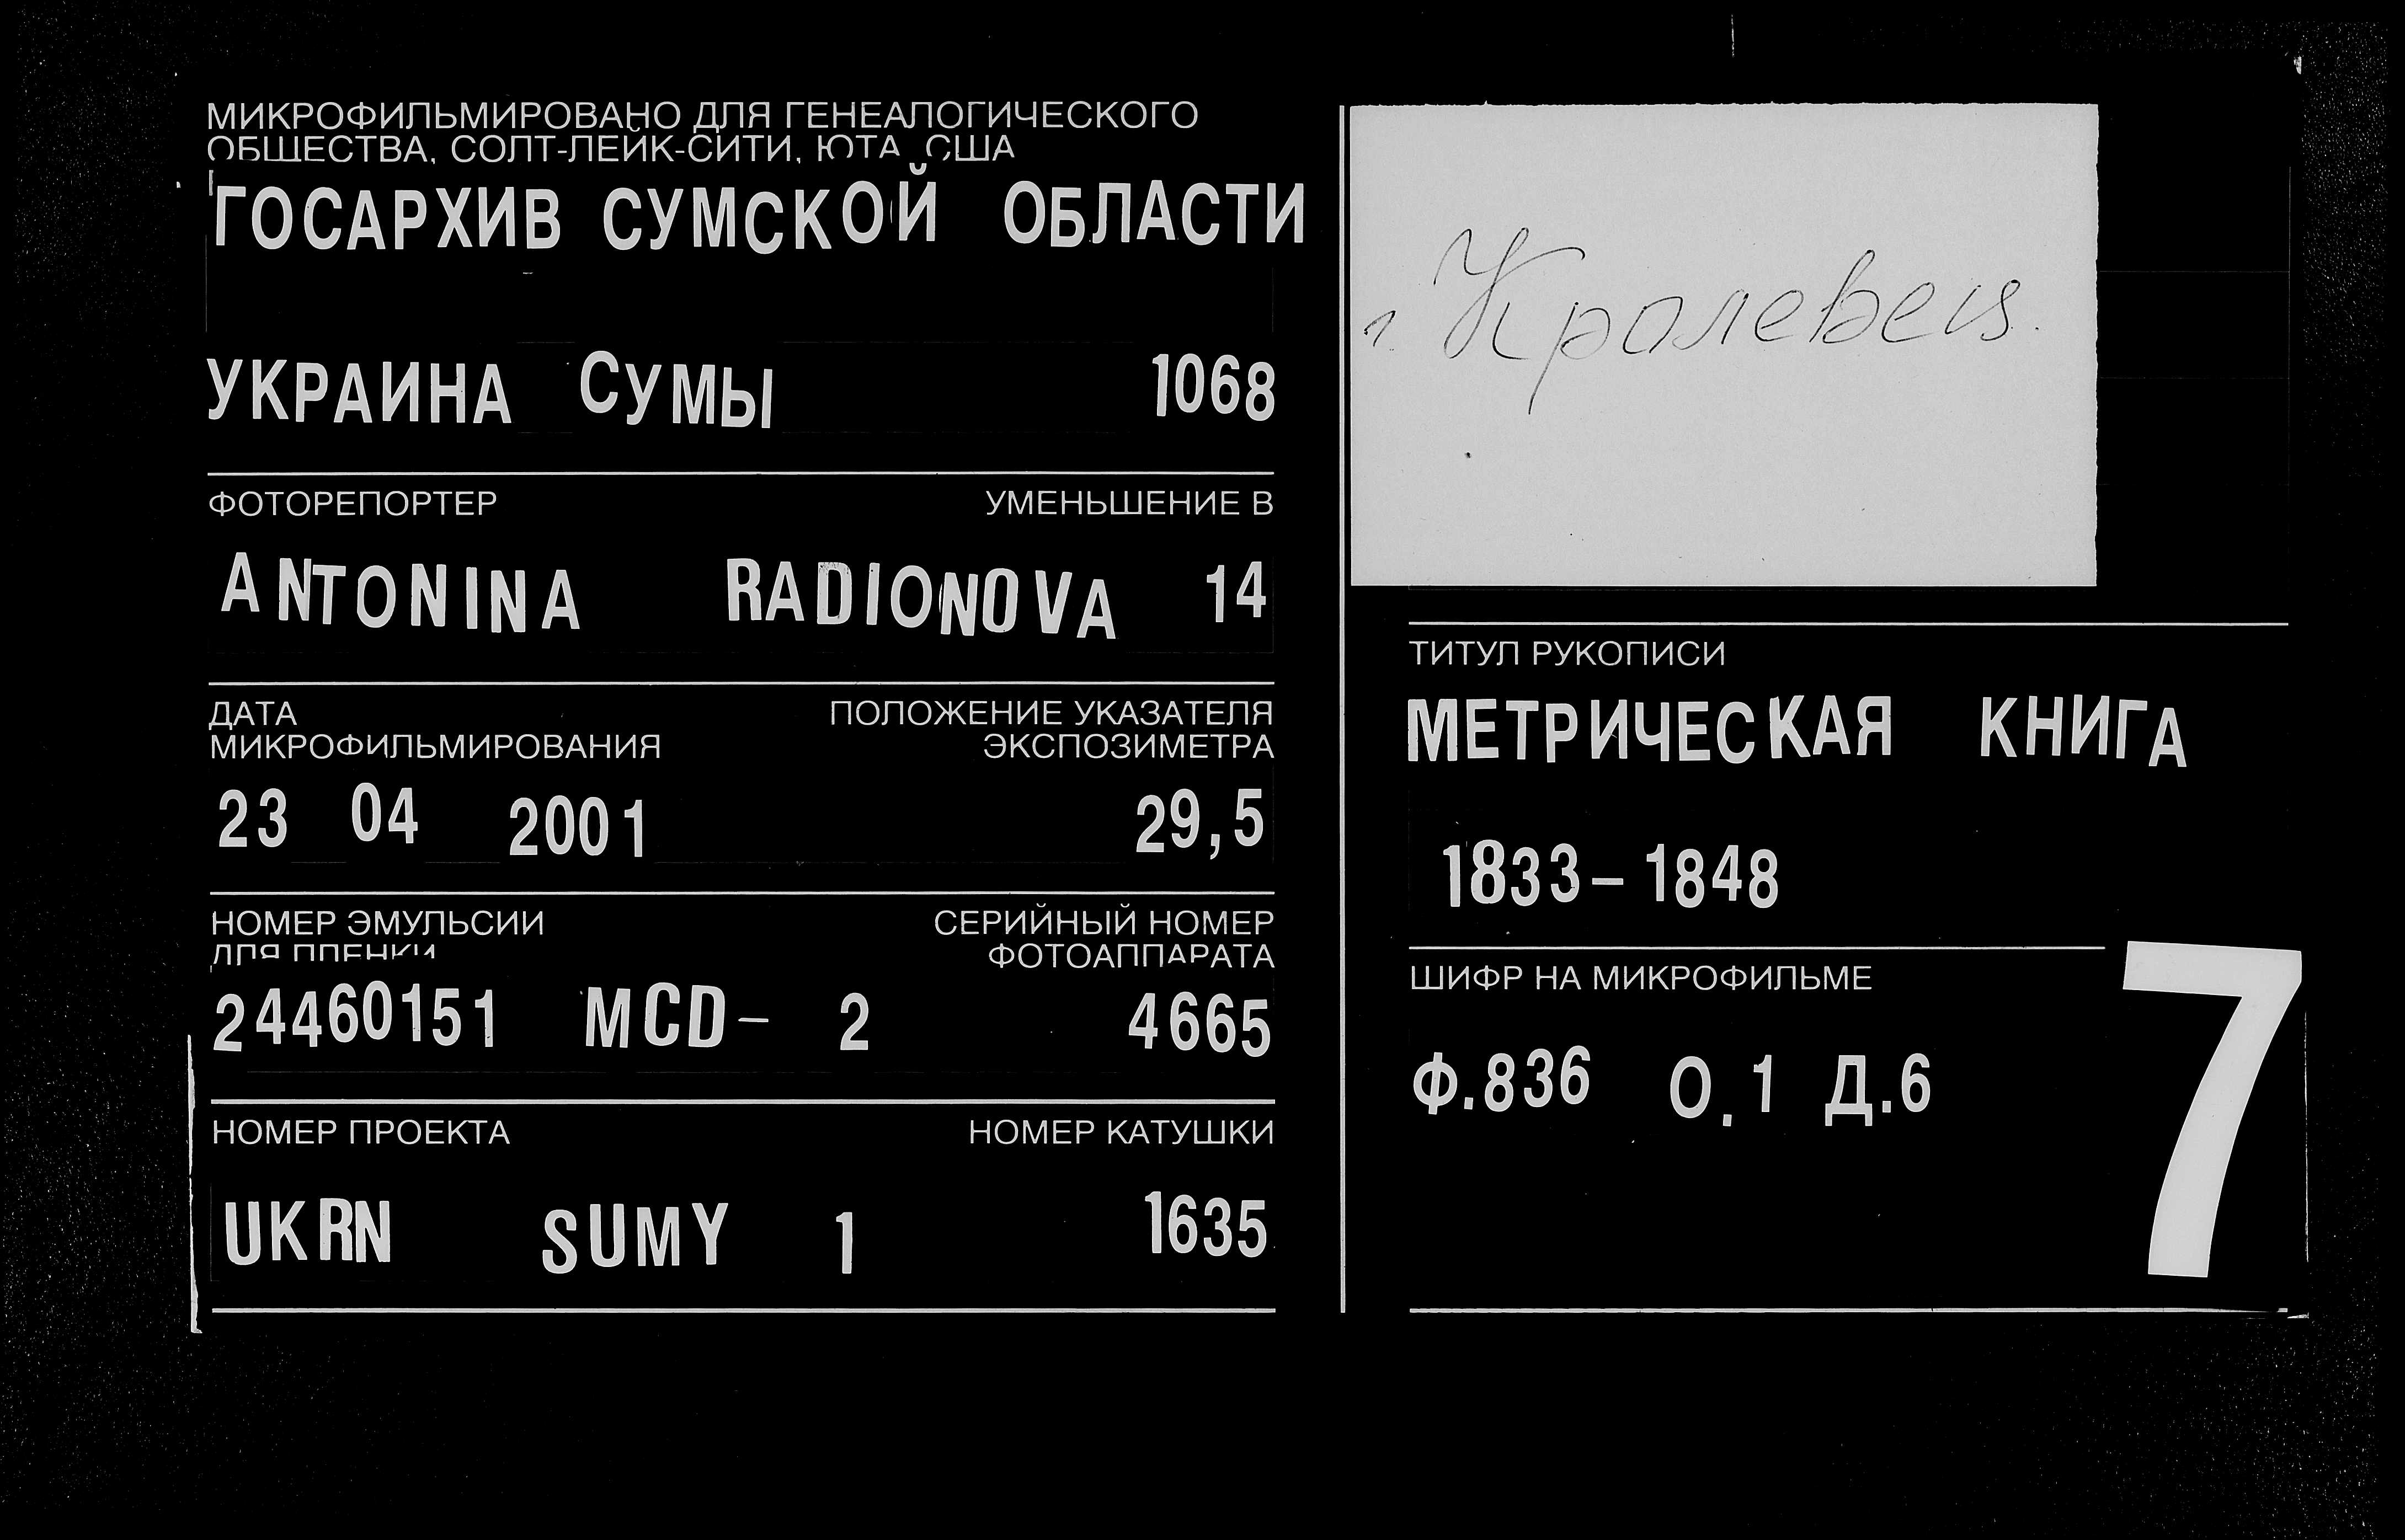 МИКРОФИЛЬМИРОВАНО ДЛЯ ГЕНЕАЛОГИЧЕСКОГО
ОБЩЕСТВА, СОЛТ-ЛЕЙК-СИТИ, ЮТА, США
ГОСАРХИВ СУМСКОЙ ОБЛАСТИ
УКРАИНА СУМЫ 1068
ФОТОРЕПОРТЕР УМЕНЬШЕНИЕ В
ANTONINA RADIONOVA 14
ДАТА ПОЛОЖЕНИЕ УКАЗАТЕЛЯ
МИКРОФИЛЬМИРОВАНИЯ ЭКСПОЗИМЕТРА
23 04 2001 29,5
НОМЕР ЭМУЛЬСИИ СЕРИЙНЫЙ НОМЕР
ДЛЯ ПЛЕНКИ ФОТОАППАРАТА
24460151 MCD- 2 4665
НОМЕР ПРОЕКТА НОМЕР КАТУШКИ
UKRN SUMY 1 1635
г. Кролевец.
ТИТУЛ РУКОПИСИ
МЕТРИЧЕСКАЯ КНИГА
1833-1848
ШИФР НА МИКРОФИЛЬМЕ
Ф.836 О.1 Д.6
7